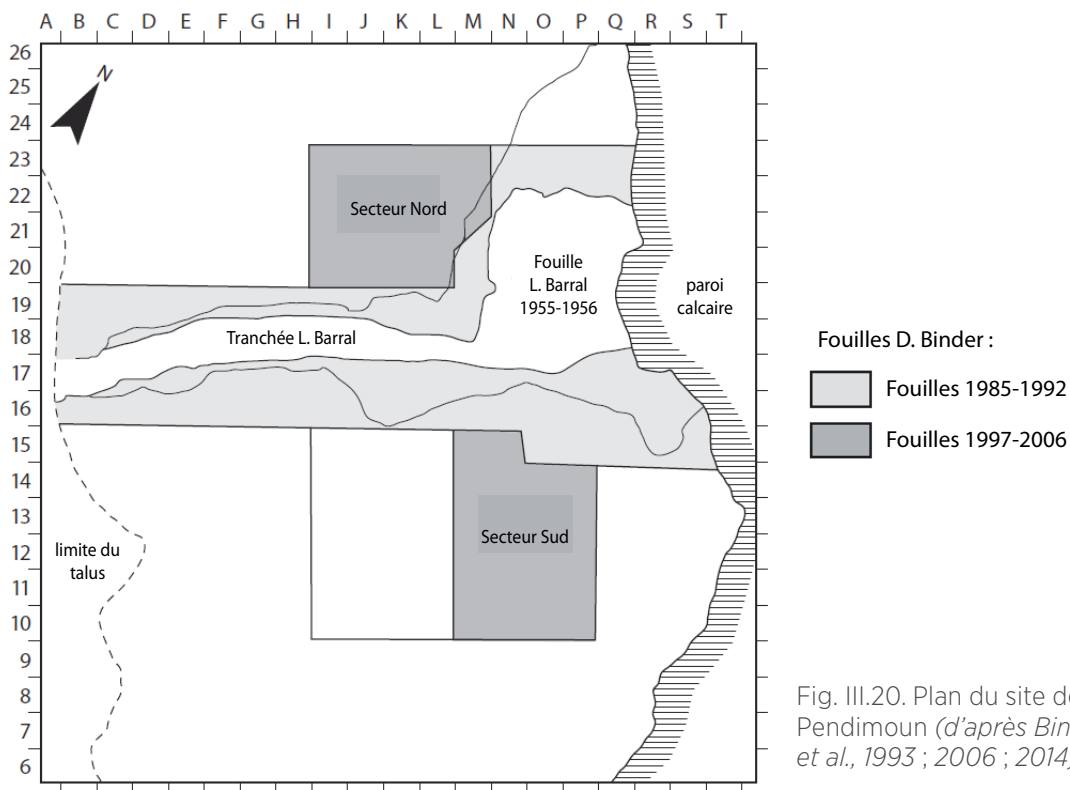 A B C D E F G H I J K L M N O P Q R S T
26
25
24
23
22
21
20
19
18
17
16
15
14
13
12
11
10
9
8
7
6
N
Secteur Nord
Fouille
L. Barral
1955-1956
paroi
calcaire
Tranchée L. Barral
Secteur Sud
limite du
talus
Fouilles D. Binder :
Fouilles 1985-1992
Fouilles 1997-2006
Fig. III.20. Plan du site de
Pendimoun (d'après Bin
et al., 1993 ; 2006 ; 2014)